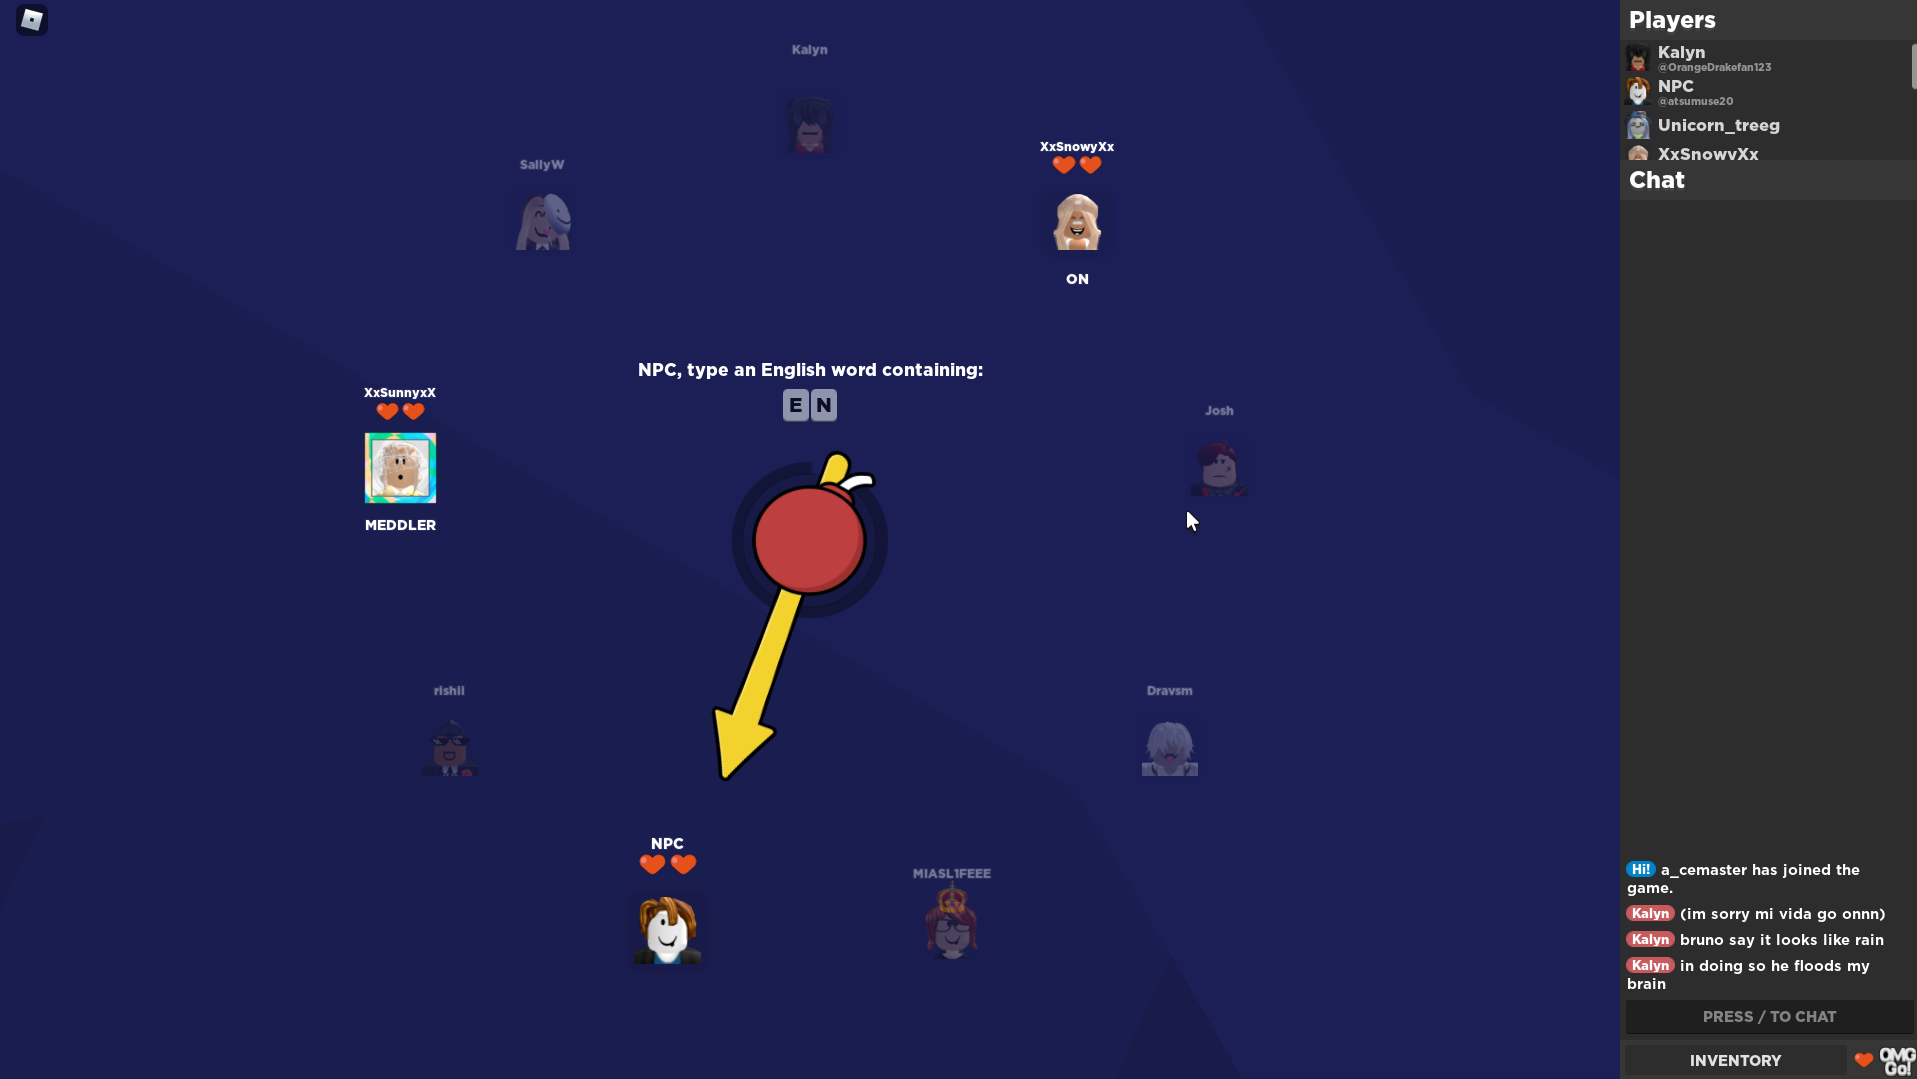 Kalyn
SallyW
XxSnowyXx
ON
NPC, type an English word containing:
E N
XxSunnyxX
MEDDLER
Josh
rishii
Dravsm
NPC
MIASL1FEEE
Players
Kalyn
@OrangeDrakefan123
NPC
@atsumuse20
Unicorn_treeg
XxSnowyXx
Chat
Hi! a_cemaster has joined the
game.
Kalyn (im sorry mi vida go onnn)
Kalyn bruno say it looks like rain
Kalyn in doing so he floods my
brain
PRESS / TO CHAT
INVENTORY
OMG
Go!